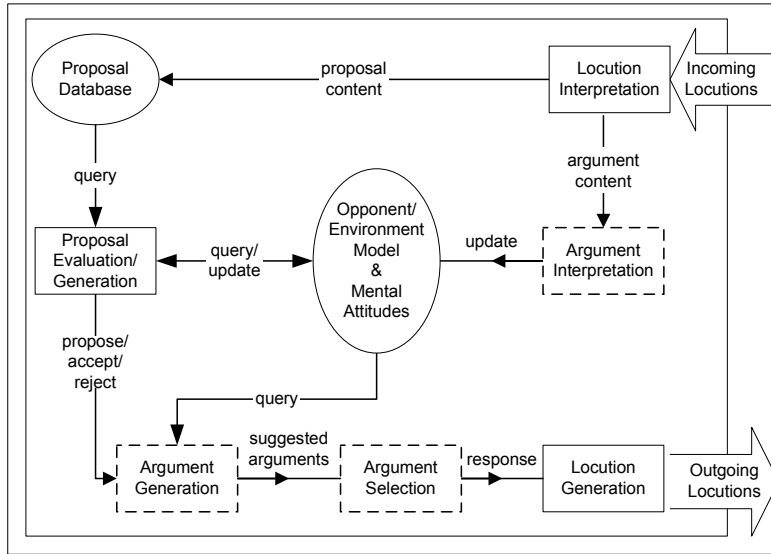 Proposal
Database
proposal
content
Locution
Interpretation
Incoming
Locutions
query
argument
content
Proposal
Evaluation/
Generation
query/
update
Opponent/
Environment
Model
&
Mental
Attitudes
update
Argument
Interpretation
propose/
accept/
reject
query
Argument
Generation
suggested
arguments
Argument
Selection
response
Locution
Generation
Outgoing
Locutions